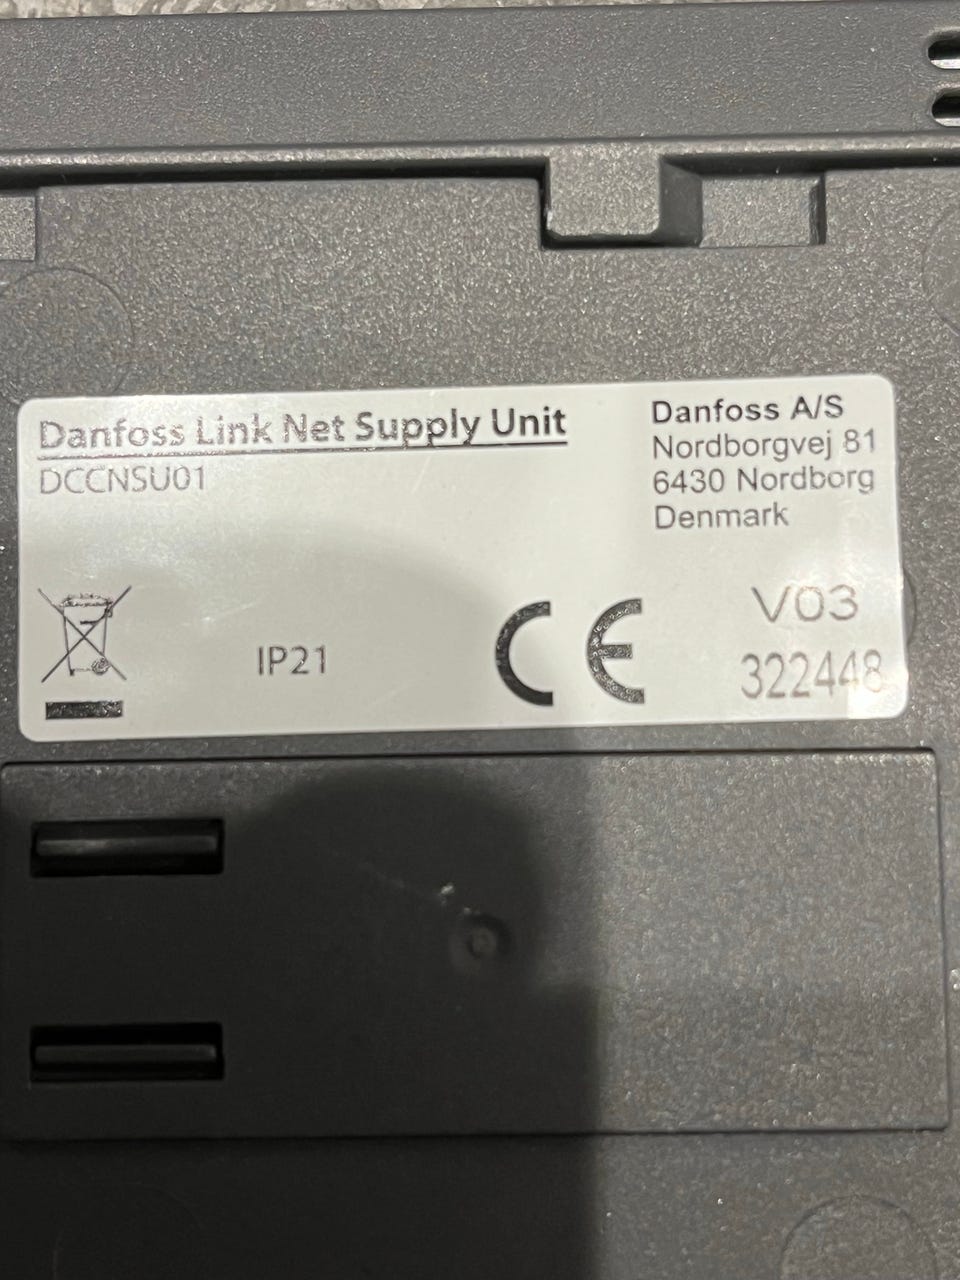 Danfoss Link Net Supply Unit
DCCNSU01
Danfoss A/S
Nordborgvej 81
6430 Nordborg
Denmark
IP21
CE
V03
322448